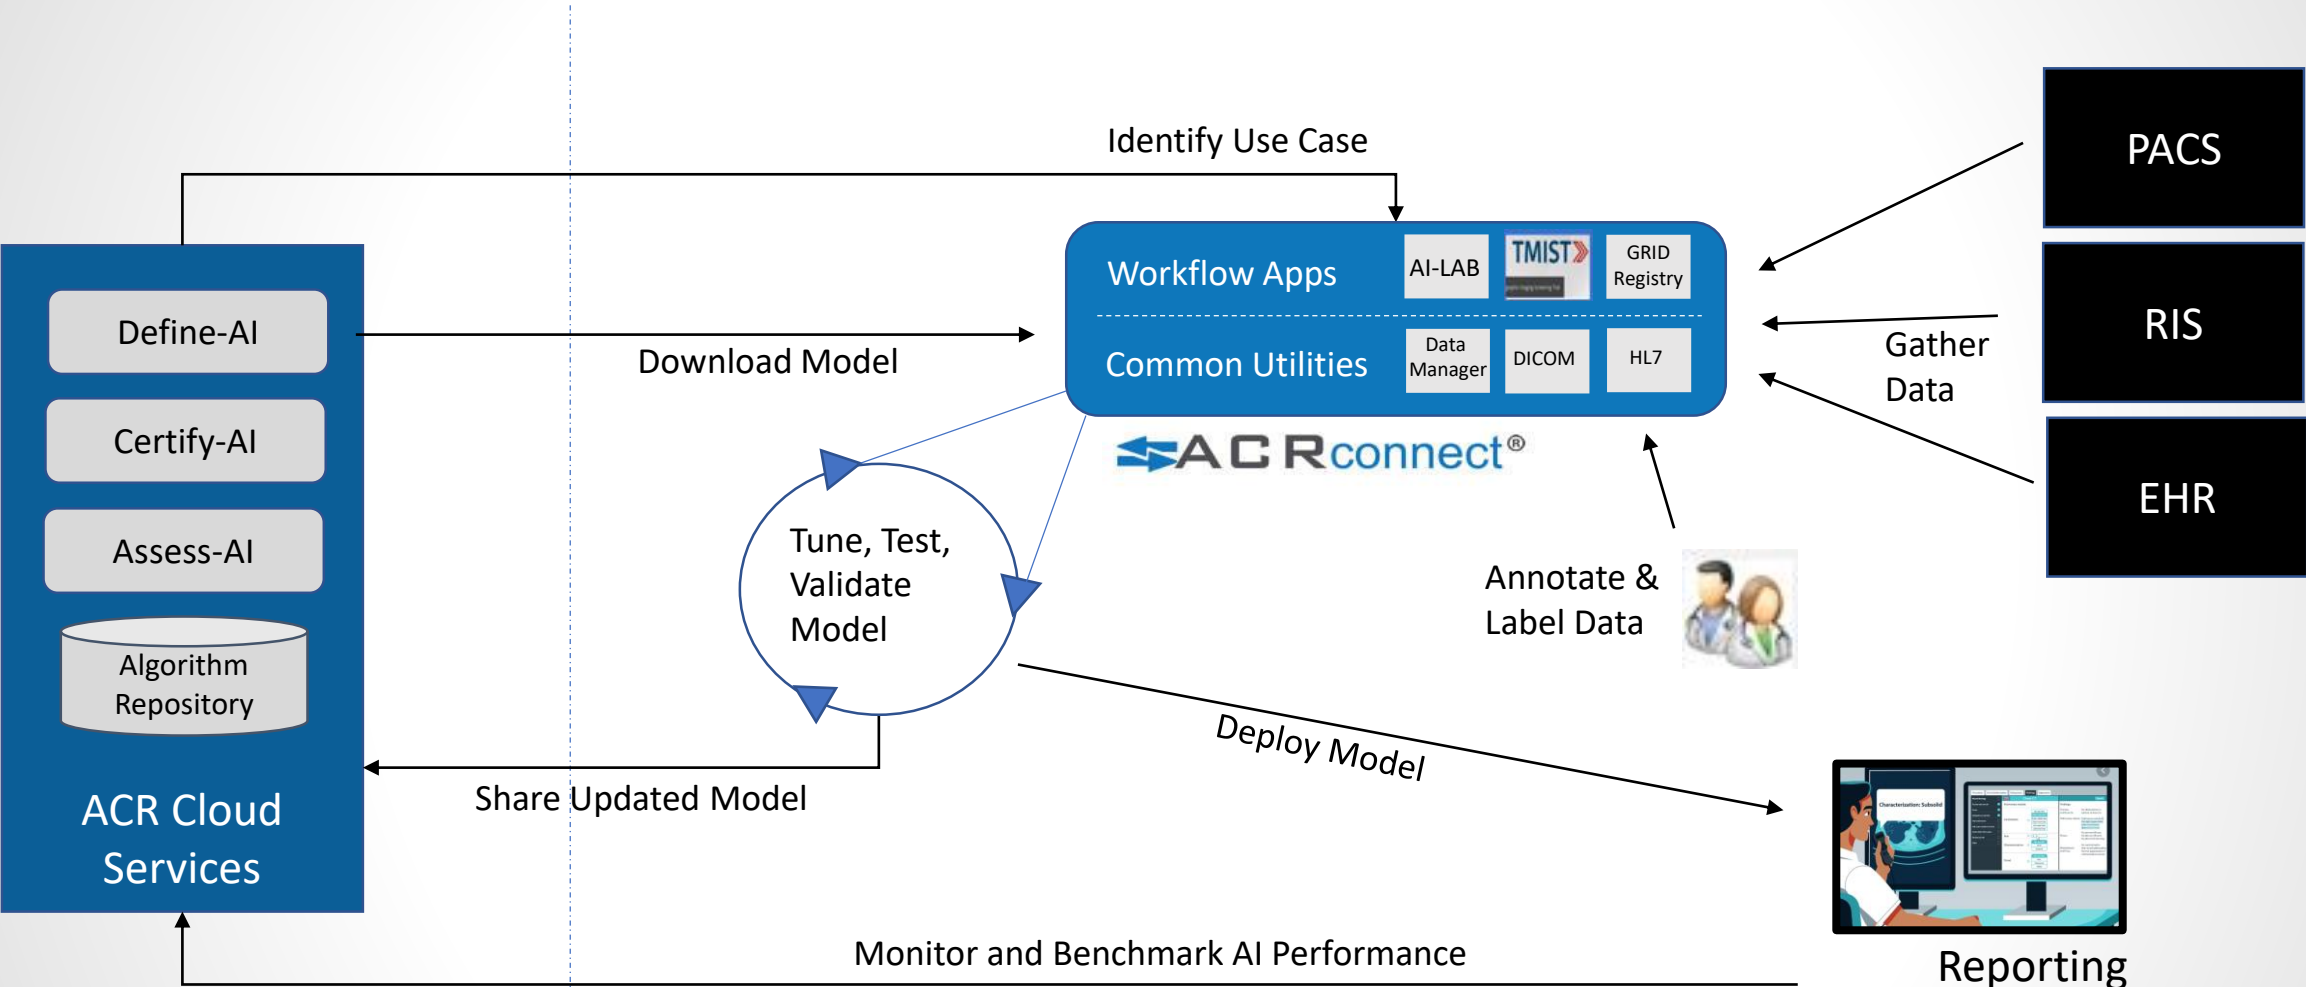 Identify Use Case
PACS
Workflow Apps
AI-LAB
TMIST
GRID
Registry
Define-AI
Download Model
Common Utilities
Data
Manager
DICOM
HL7
Gather
Data
RIS
Certify-AI
ACRconnect®
EHR
Assess-AI
Tune, Test,
Validate
Model
Annotate &
Label Data
Algorithm
Repository
Deploy Model
Share Updated Model
ACR Cloud
Services
Characterization: Subsolid
Monitor and Benchmark AI Performance
Reporting